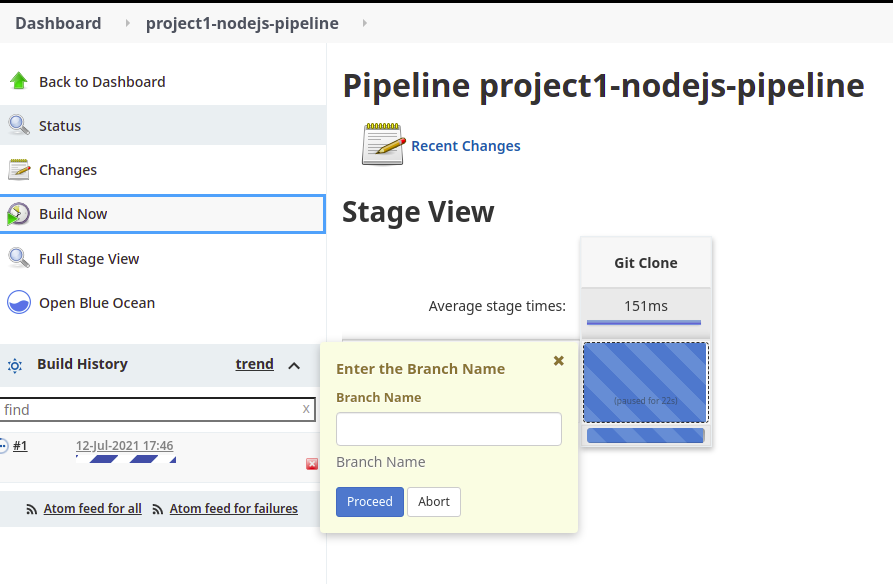 Dashboard
project1-nodejs-pipeline
Back to Dashboard
Status
Changes
Build Now
Full Stage View
Open Blue Ocean
Build History
trend
find
x
#1
12-Jul-2021 17:46
Atom feed for all
Atom feed for failures
Pipeline project1-nodejs-pipeline
Recent Changes
Stage View
Git Clone
Average stage times:
151ms
(paused for 22s)
Enter the Branch Name
Branch Name
Branch Name
Proceed
Abort